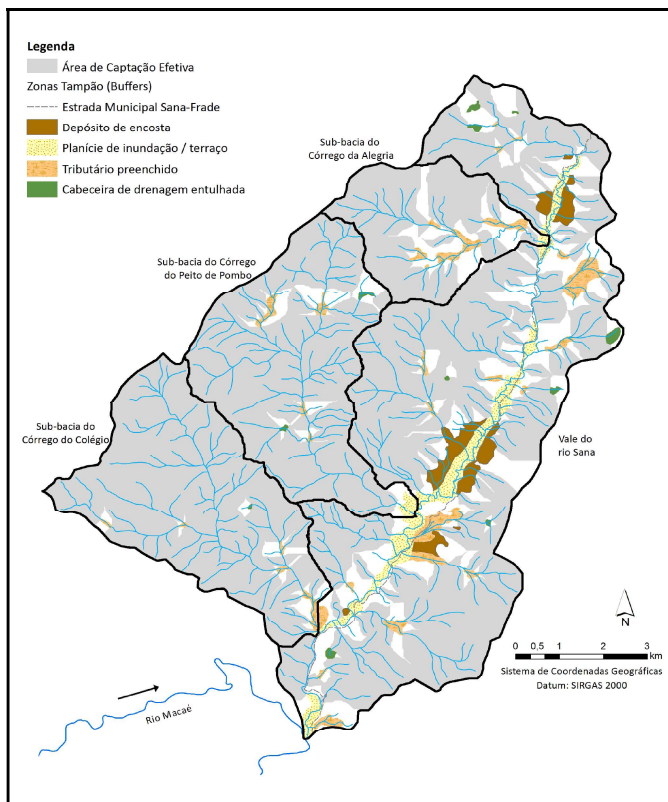 Legenda
Área de Captação Efetiva
Zonas Tampão (Buffers)
Estrada Municipal Sana-Frade
Depósito de encosta
Planície de inundação / terraço
Tributário preenchido
Cabeceira de drenagem entulhada
Sub-bacia do
Córrego da Alegria
Sub-bacia do Córrego
do Peito de Pombo
Sub-bacia do
Córrego do Colégio
Vale do
rio Sana
N
0 0,5 1 2 3
km
Sistema de Coordenadas Geográficas
Datum: SIRGAS 2000
Rio Macaé